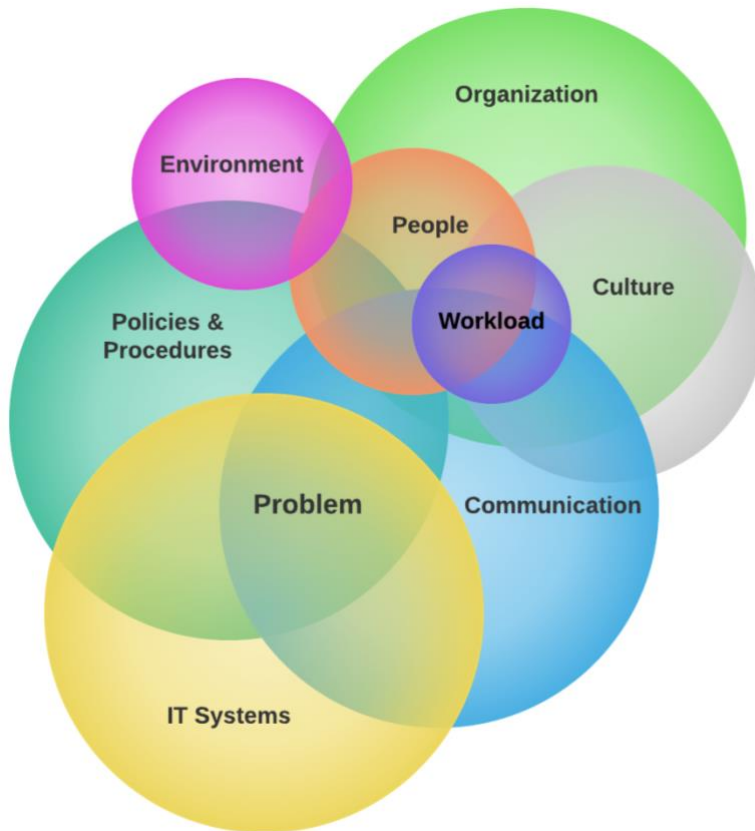 Organization
Environment
People
Culture
Policies &
Procedures
Workload
Problem
Communication
IT Systems